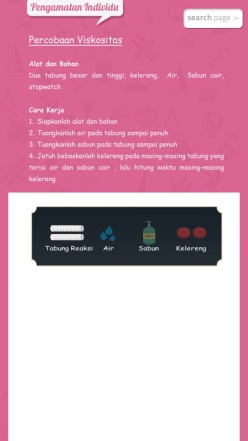 Pengamatan Individu
search page >
Percobaan Viskositas
Alat dan Bahan
Dua tabung besar dan tinggi, kelereng, Air, Sabun cair,
stopwatch
Cara Kerja
1. Siapkanlah alat dan bahan
2. Tuangkanlah air pada tabung sampai penuh
3. Tuangkanlah sabun pada tabung sampai penuh
4. Jatuh bebaskanlah kelereng pada masing-masing tabung yang
terisi air dan sabun cair , lalu hitung waktu masing-masing
kelereng
Tabung Reaksi Air Sabun Kelereng